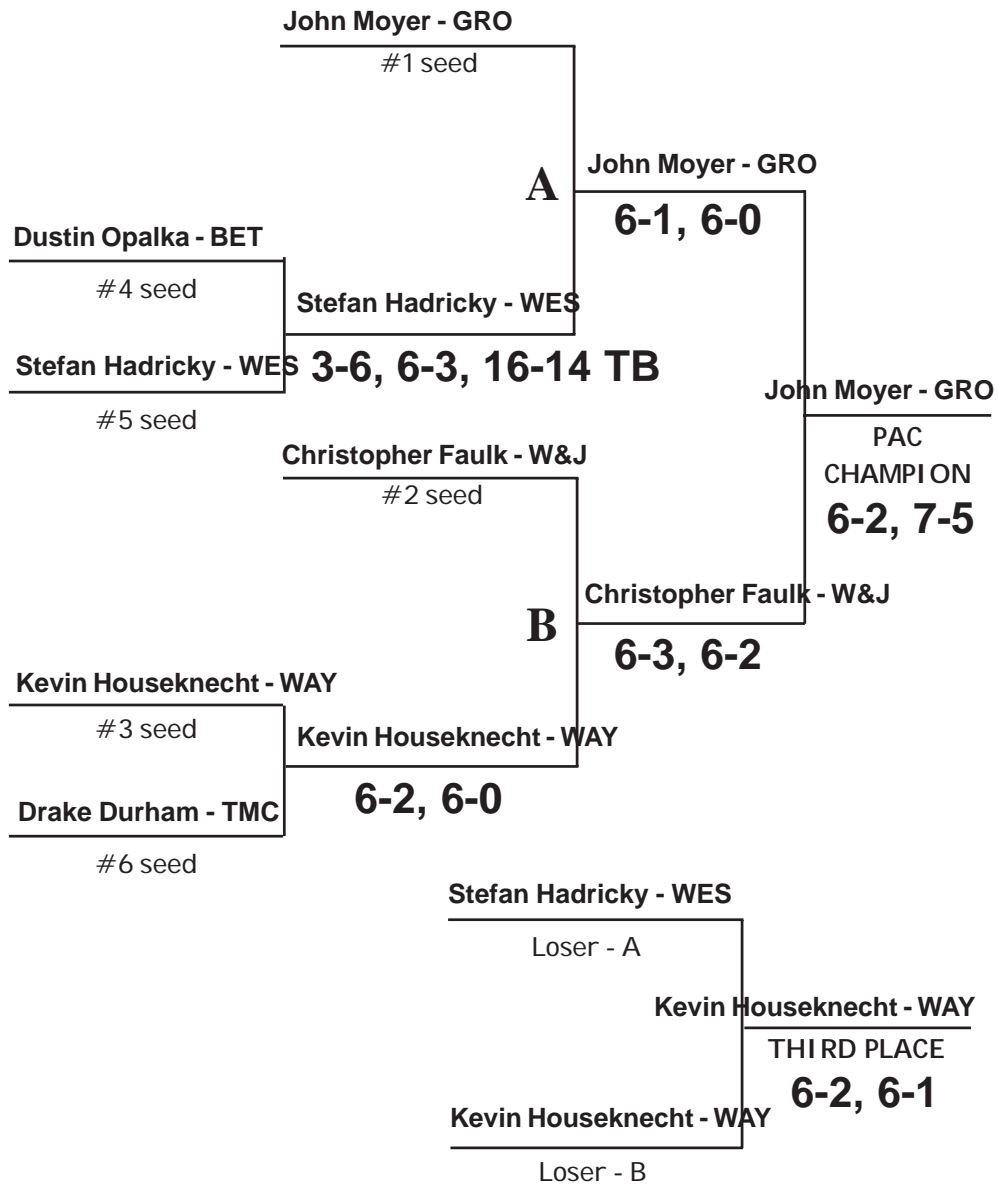 John Moyer - GRO
#1 seed
John Moyer - GRO
A
6-1, 6-0
Dustin Opalka - BET
#4 seed
Stefan Hadricky - WES
Stefan Hadricky - WES
3-6, 6-3, 16-14 TB
#5 seed
John Moyer - GRO
PAC
CHAMPION
6-2, 7-5
Christopher Faulk - W&J
#2 seed
Christopher Faulk - W&J
B
6-3, 6-2
Kevin Houseknecht - WAY
#3 seed
Kevin Houseknecht - WAY
6-2, 6-0
Drake Durham - TMC
#6 seed
Stefan Hadricky - WES
Loser - A
Kevin Houseknecht - WAY
THIRD PLACE
6-2, 6-1
Kevin Houseknecht - WAY
Loser - B